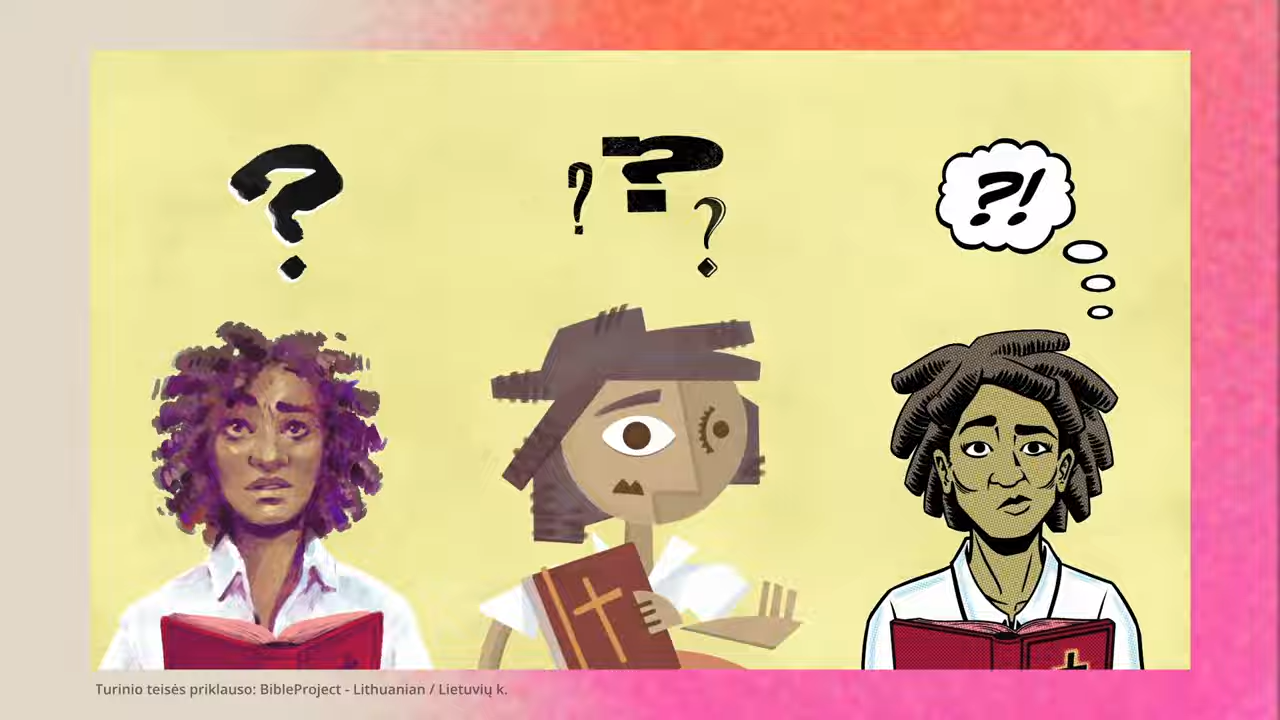 ?
? ? ?
?!
Turinio teisės priklauso: BibleProject - Lithuanian / Lietuvių k.